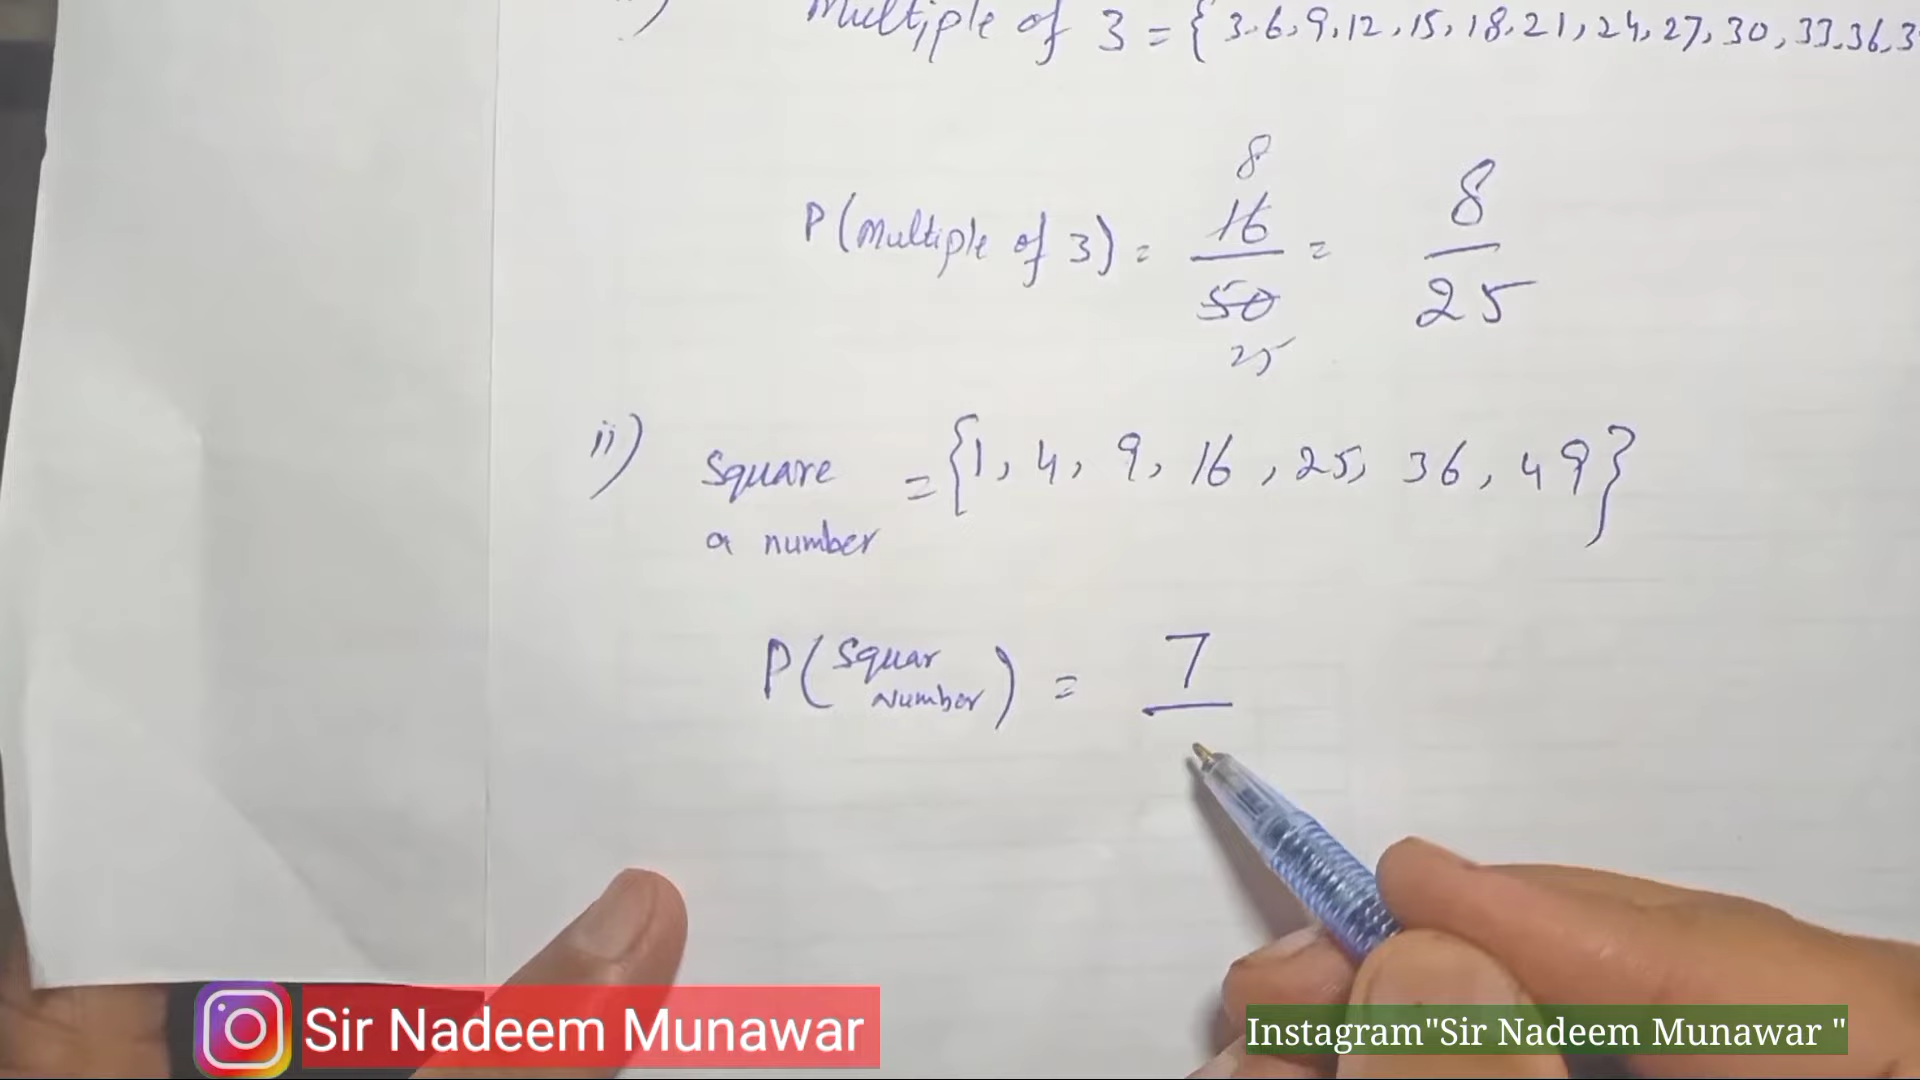 Multiple of 3 = { 3, 6, 9, 12, 15, 18, 21, 24, 27, 30, 33, 36, 3
8
P(Multiple of 3) = 16/50 = 8/25
25
ii) Square = {1, 4, 9, 16, 25, 36, 49}
a number
P(Squar Number) = 7
Sir Nadeem Munawar
Instagram"Sir Nadeem Munawar "